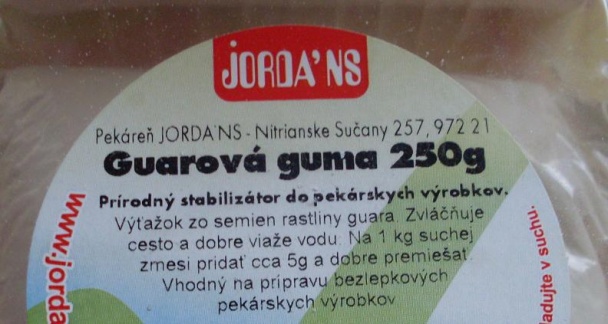 JORDA'NS
Pekáreň JORDA'NS - Nitrianske Sučany 257, 972 21
Guarová guma 250g
Prírodný stabilizátor do pekárskych výrobkov.
Výťažok zo semien rastliny guara. Zvláčňuje
cesto a dobre viaže vodu. Na 1 kg suchej
zmesi pridať cca 5g a dobre premiešať.
Vhodný na prípravu bezlepkových
pekárskych výrobkov
www.jorda
adujte v suchu.